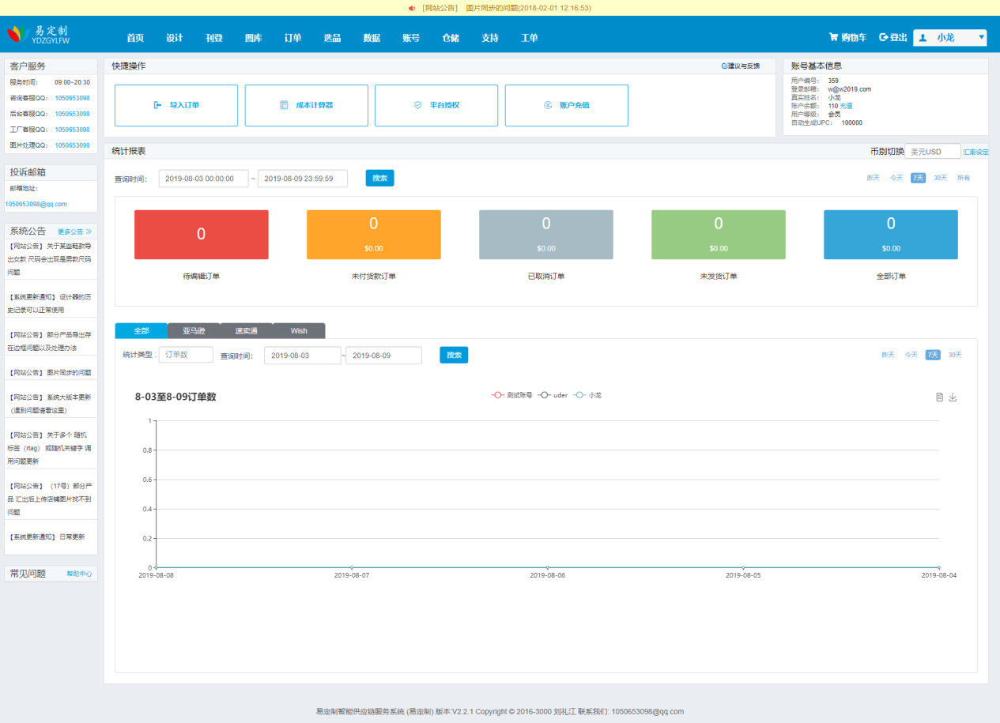 [网站公告] 图片同步的问题(2018-02-01 12:16:53)
易定制
YDZGYLFW
首页 设计 刊登 图库 订单 选品 数据 账号 仓储 支持 工单
购物车 登出 小龙
客户服务
服务时间: 09:00~20:30
咨询客服QQ: 1050653098
后台客服QQ: 1050653098
工厂客服QQ: 1050653098
图片处理QQ: 1050653098
投诉邮箱
邮箱地址:
1050653098@qq.com
系统公告 更多公告
【网站公告】 关于某些鞋款导
出女款 尺码会出现是男款尺码
问题
【系统更新通知】 设计器的历
史记录可以正常使用
【网站公告】 部分产品导出存
在边框问题以及处理办法
【网站公告】 图片同步的问题
【网站公告】 系统大版本更新
(遇到问题请看这里)
【网站公告】 关于多个 随机
标签(rtag) 或随机关键字 调
用问题更新
【网站公告】 (17号) 部分产
品 汇出后上传店铺图片找不到
问题
【系统更新通知】 日常更新
常见问题 帮助中心
快捷操作 建议与反馈
导入订单 成本计算器 平台授权 账户充值
账号基本信息
用户编号: 359
登录邮箱: w@w2019.com
真实姓名: 小龙
账户余额: 110 充值
用户等级: 会员
自动生成UPC: 100000
统计报表 币别切换 美元USD 汇率设定
查询时间: 2019-08-03 00:00:00 ~ 2019-08-09 23:59:59 搜索 昨天 今天 7天 30天 所有
0 0 0 0 0
$0.00 $0.00 $0.00 $0.00
待编辑订单 未付货款订单 已取消订单 未发货订单 全部订单
全部 亚马逊 速卖通 Wish
统计类型: 订单数 查询时间: 2019-08-03 ~ 2019-08-09 搜索 昨天 今天 7天 30天
8-03至8-09订单数 测试账号 uder 小龙
1
0.8
0.6
0.4
0.2
0
2019-08-08 2019-08-07 2019-08-06 2019-08-05 2019-08-04
易定制智能供应链服务系统 (易定制) 版本:V2.2.1 Copyright © 2016-3000 刘礼江 联系我们: 1050653098@qq.com